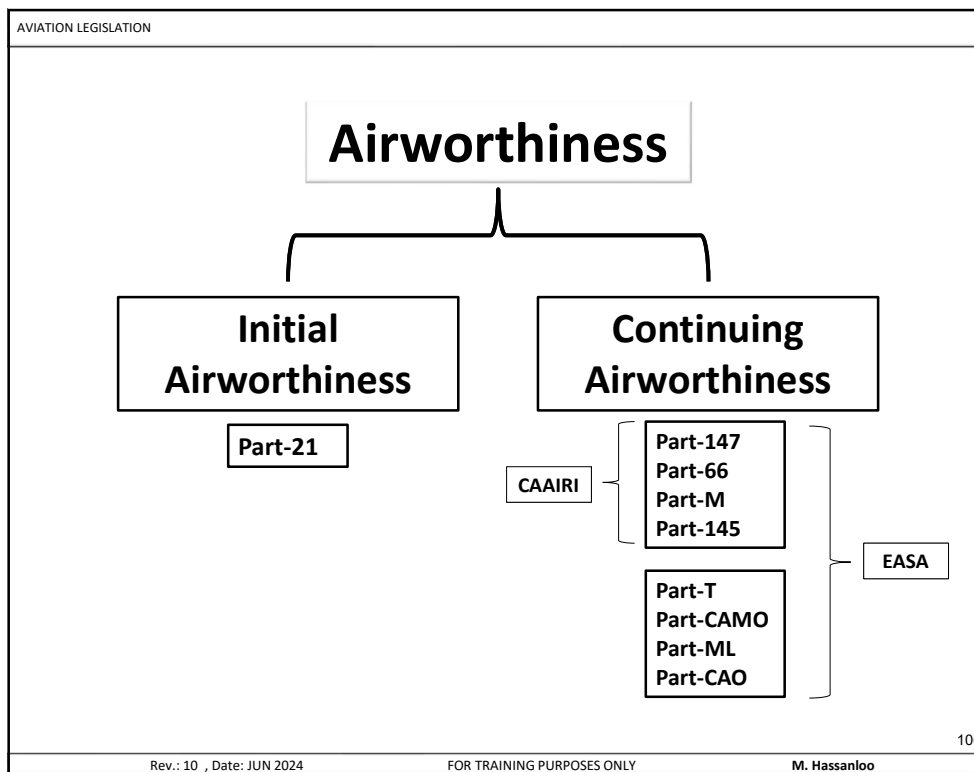 AVIATION LEGISLATION
Airworthiness
Initial
Airworthiness
Part-21
Continuing
Airworthiness
CAAIRI
Part-147
Part-66
Part-M
Part-145
EASA
Part-T
Part-CAMO
Part-ML
Part-CAO
10
Rev.: 10 , Date: JUN 2024 FOR TRAINING PURPOSES ONLY M. Hassanloo